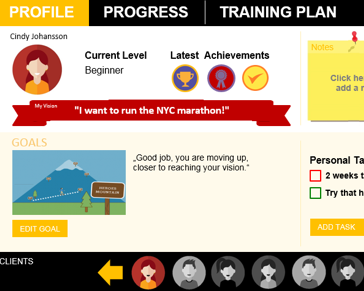 PROFILE PROGRESS TRAINING PLAN
Cindy Johansson
Current Level Latest Achievements
Beginner
Notes
Click he
add a
My Vision
"I want to run the NYC marathon!"
GOALS
„Good job, you are moving up,
closer to reaching your vision.“
Personal Ta
2 weeks t
Try that h
EDIT GOAL
ADD TASK
CLIENTS